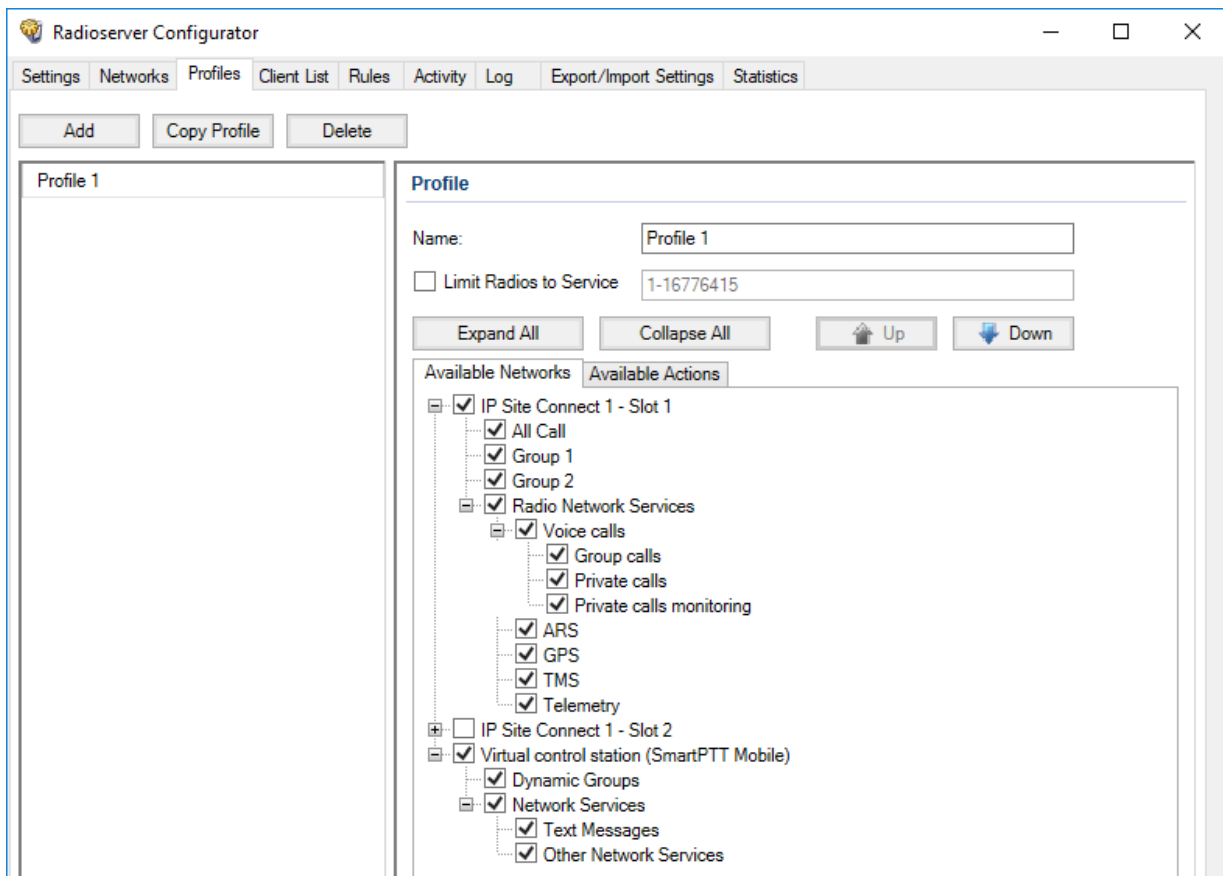 Radioserver Configurator
Settings Networks Profiles Client List Rules Activity Log Export/Import Settings Statistics
Add Copy Profile Delete
Profile 1
Profile
Name: Profile 1
Limit Radios to Service 1-16776415
Expand All Collapse All Up Down
Available Networks Available Actions
IP Site Connect 1 - Slot 1
All Call
Group 1
Group 2
Radio Network Services
Voice calls
Group calls
Private calls
Private calls monitoring
ARS
GPS
TMS
Telemetry
IP Site Connect 1 - Slot 2
Virtual control station (SmartPTT Mobile)
Dynamic Groups
Network Services
Text Messages
Other Network Services